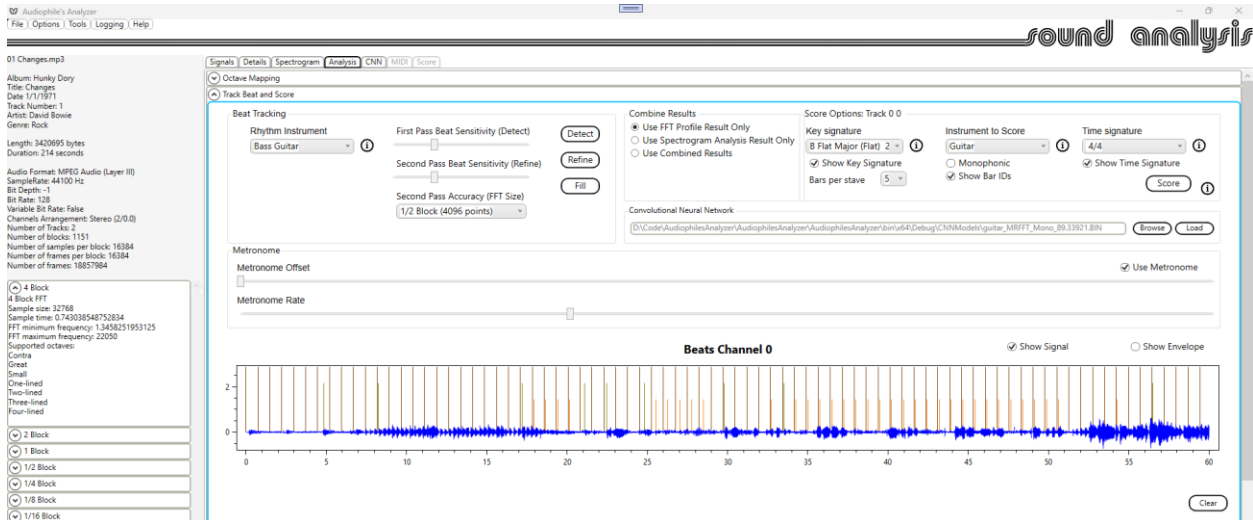 Audiophile's Analyzer
File Options Tools Logging Help
sound analysis
01 Changes.mp3
Album: Hunky Dory
Title: Changes
Date 1/1/1971
Track Number: 1
Artist: David Bowie
Genre: Rock
Length: 3420695 bytes
Duration: 214 seconds
Audio Format: MPEG Audio (Layer III)
SampleRate: 44100 Hz
Bit Depth: -1
Bit Rate: 128
Variable Bit Rate: False
Channels Arrangement: Stereo (2/0.0)
Number of Tracks: 2
Number of blocks: 1151
Number of samples per block: 16384
Number of frames per block: 16384
Number of frames: 18857984
4 Block
4 Block FFT
Sample size: 32768
Sample time: 0.743038548752834
FFT minimum frequency: 1.3458251953125
FFT maximum frequency: 22050
Supported octaves:
Contra
Great
Small
One-lined
Two-lined
Three-lined
Four-lined
2 Block
1 Block
1/2 Block
1/4 Block
1/8 Block
1/16 Block
Signals Details Spectrogram Analysis CNN MIDI Score
Octave Mapping
Track Beat and Score
Beat Tracking
Rhythm Instrument
Bass Guitar
First Pass Beat Sensitivity (Detect)
Detect
Second Pass Beat Sensitivity (Refine)
Refine
Fill
Second Pass Accuracy (FFT Size)
1/2 Block (4096 points)
Combine Results
Use FFT Profile Result Only
Use Spectrogram Analysis Result Only
Use Combined Results
Score Options: Track 0 0
Key signature
B Flat Major (Flat) 2
Show Key Signature
Bars per stave 5
Instrument to Score
Guitar
Monophonic
Show Bar IDs
Time signature
4/4
Show Time Signature
Score
Convolutional Neural Network
D:\Code\AudiophilesAnalyzer\AudiophilesAnalyzer\AudiophilesAnalyzer\bin\x64\Debug\CNNModels\guitar_MRFFT_Mono_89.33921.BIN
Browse Load
Metronome
Metronome Offset
Use Metronome
Metronome Rate
Beats Channel 0
Show Signal
Show Envelope
2
0
0 5 10 15 20 25 30 35 40 45 50 55 60
Clear